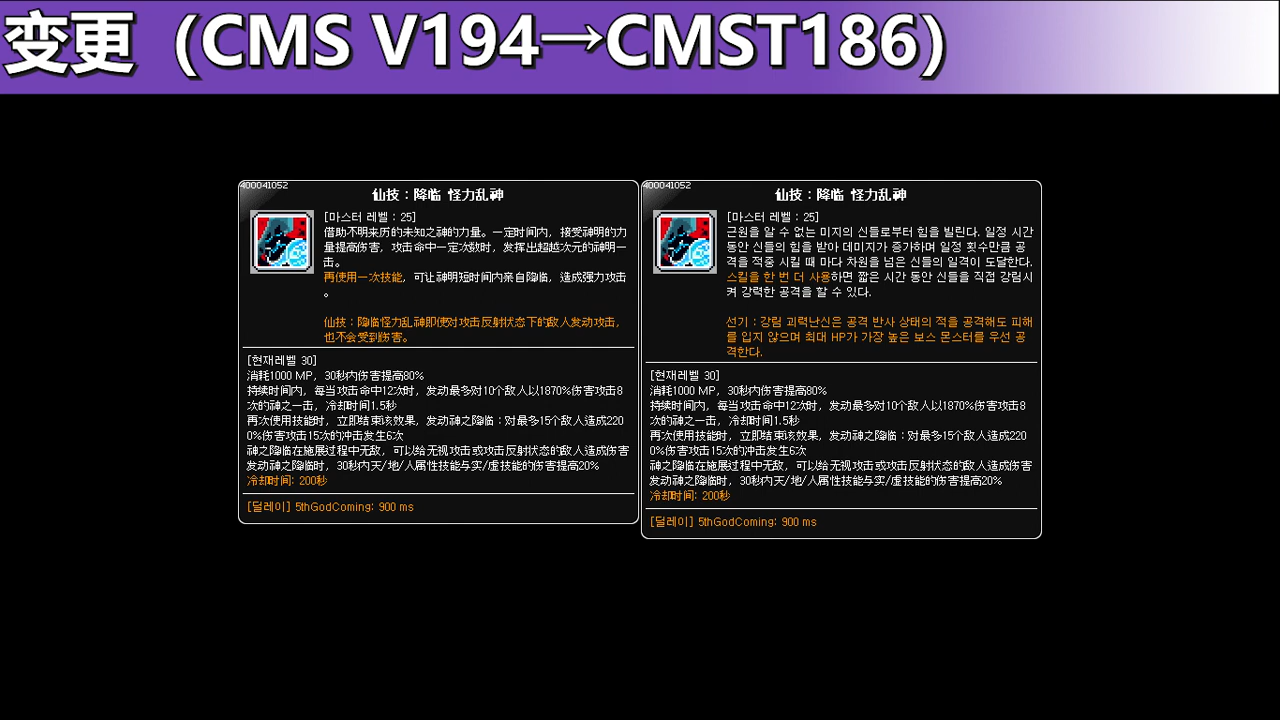 变更（CMS V194→CMST186）
400041052
仙技：降临 怪力乱神
[마스터 레벨 : 25]
借助不明来历的未知之神的力量。一定时间内，接受神明的力
量提高伤害，攻击命中一定次数时，发挥出超越次元的神明一
击。
再使用一次技能，可让神明短时间内亲自降临，造成强力攻击
。
仙技：降临怪力乱神即使对攻击反射状态下的敌人发动攻击，
也不会受到伤害。
[현재레벨 30]
消耗1000 MP，30秒内伤害提高80%
持续时间内，每当攻击命中12次时，发动最多对10个敌人以1870%伤害攻击8
次的神之一击，冷却时间1.5秒
再次使用技能时，立即结束该效果，发动神之降临：对最多15个敌人造成220
0%伤害攻击15次的冲击发生6次
神之降临在施展过程中无敌，可以给无视攻击或攻击反射状态的敌人造成伤害
发动神之降临时，30秒内天/地/人属性技能与实/虚技能的伤害提高20%
冷却时间: 200秒
[딜레이] 5thGodComing: 900 ms
400041052
仙技：降临 怪力乱神
[마스터 레벨 : 25]
근원을 알 수 없는 미지의 신들로부터 힘을 빌린다. 일정 시간
동안 신들의 힘을 받아 데미지가 증가하며 일정 횟수만큼 공
격을 적중 시킬 때 마다 차원을 넘은 신들의 일격이 도달한다.
스킬을 한 번 더 사용하면 짧은 시간 동안 신들을 직접 강림시
켜 강력한 공격을 할 수 있다.
선기 : 강림 괴력난신은 공격 반사 상태의 적을 공격해도 피해
를 입지 않으며 최대 HP가 가장 높은 보스 몬스터를 우선 공
격한다.
[현재레벨 30]
消耗1000 MP，30秒内伤害提高80%
持续时间内，每当攻击命中12次时，发动最多对10个敌人以1870%伤害攻击8
次的神之一击，冷却时间1.5秒
再次使用技能时，立即结束该效果，发动神之降临：对最多15个敌人造成220
0%伤害攻击15次的冲击发生6次
神之降临在施展过程中无敌，可以给无视攻击或攻击反射状态的敌人造成伤害
发动神之降临时，30秒内天/地/人属性技能与实/虚技能的伤害提高20%
冷却时间: 200秒
[딜레이] 5thGodComing: 900 ms